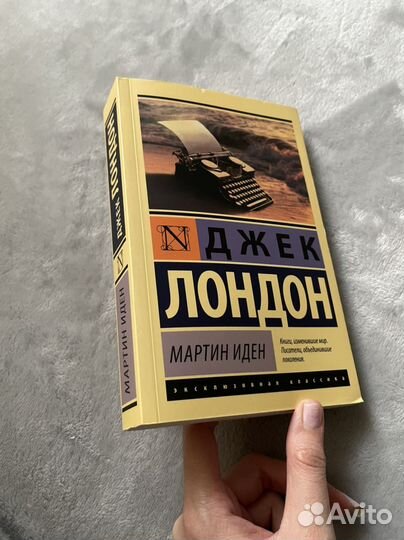 ДЖЕК ЛОНДОН
N
МАРТИН ИДЕН
N
ДЖЕК
ЛОНДОН
МАРТИН ИДЕН
Книги, изменившие мир.
Писатели, объединившие
поколения.
ЭКСКЛЮЗИВНАЯ КЛАССИКА
Avito